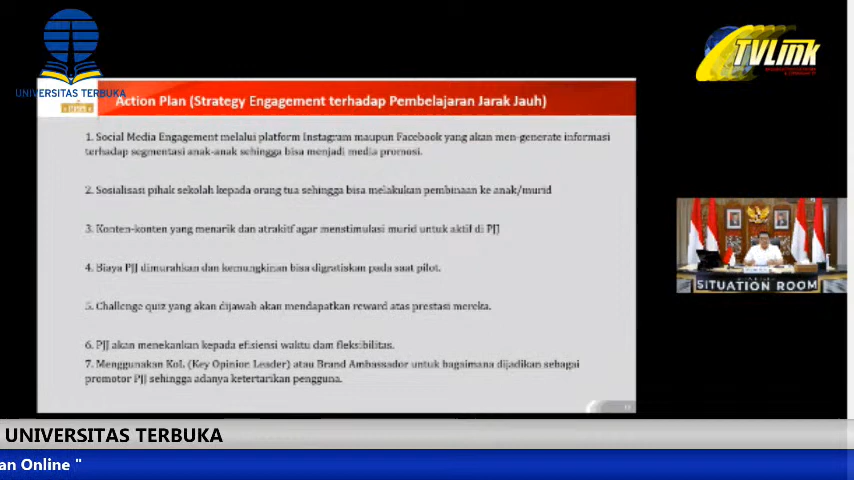 UNIVERSITAS TERBUKA
TVLink
Action Plan (Strategy Engagement terhadap Pembelajaran Jarak Jauh)
1. Social Media Engagement melalui platform Instagram maupun Facebook yang akan men-generate informasi
terhadap segmentasi anak-anak sehingga bisa menjadi media promosi.
2. Sosialisasi pihak sekolah kepada orang tua sehingga bisa melakukan pembinaan ke anak/murid
3. Konten-konten yang menarik dan atrakitf agar menstimulasi murid untuk aktif di PJJ
4. Biaya PJJ dimurahkan dan kemungkinan bisa digratiskan pada saat pilot.
5. Challenge quiz yang akan dijawab akan mendapatkan reward atas prestasi mereka.
6. PJJ akan menekankan kepada efisiensi waktu dam fleksibilitas.
7. Menggunakan KoL (Key Opinion Leader) atau Brand Ambassador untuk bagaimana dijadikan sebagai
promotor PJJ sehingga adanya ketertarikan pengguna.
SITUATION ROOM
UNIVERSITAS TERBUKA
an Online "